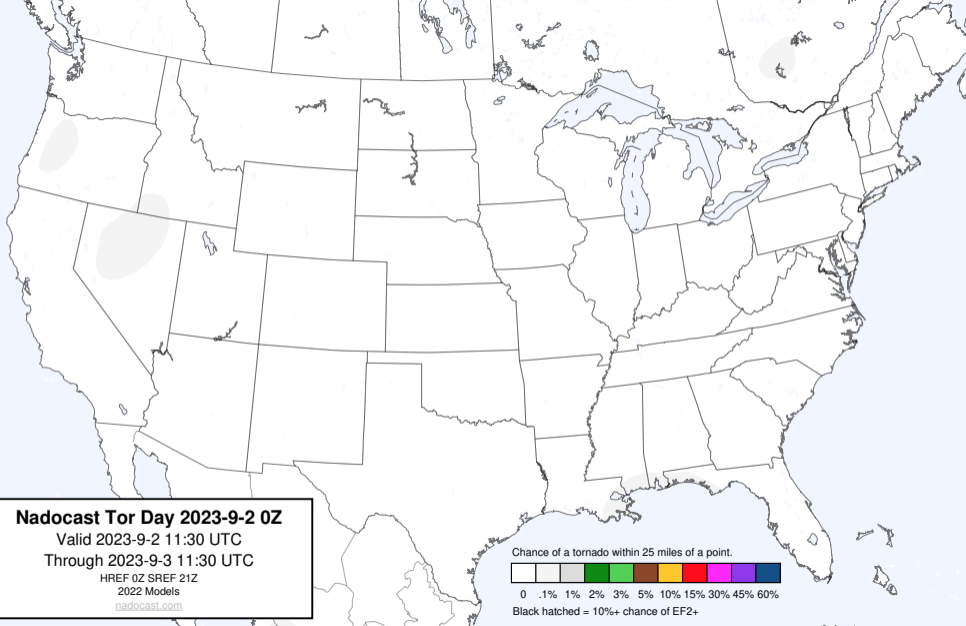 Nadocast Tor Day 2023-9-2 0Z
Valid 2023-9-2 11:30 UTC
Through 2023-9-3 11:30 UTC
HREF 0Z SREF 21Z
2022 Models
nadocast.com
Chance of a tornado within 25 miles of a point.
0 .1% 1% 2% 3% 5% 10% 15% 30% 45% 60%
Black hatched = 10%+ chance of EF2+